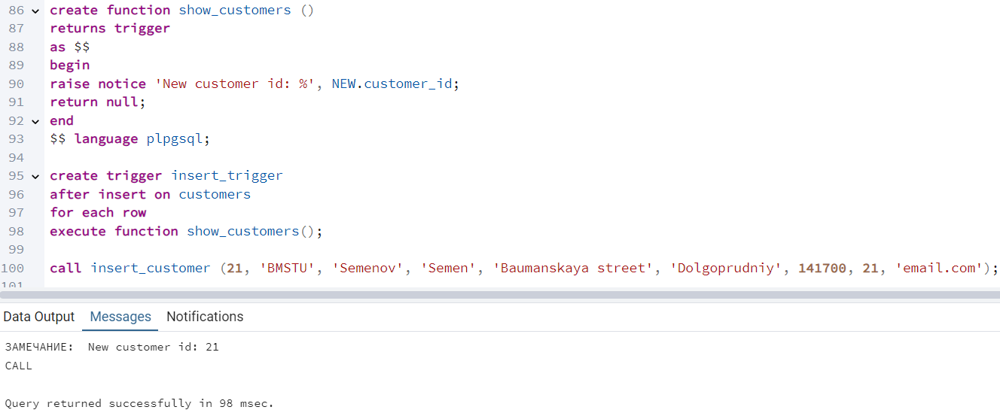 86 create function show_customers ()
87 returns trigger
88 as $$
89 begin
90 raise notice 'New customer id: %', NEW.customer_id;
91 return null;
92 end
93 $$ language plpgsql;
94
95 create trigger insert_trigger
96 after insert on customers
97 for each row
98 execute function show_customers();
99
100 call insert_customer (21, 'BMSTU', 'Semenov', 'Semen', 'Baumanskaya street', 'Dolgoprudniy', 141700, 21, 'email.com');
101
Data Output Messages Notifications
ЗАМЕЧАНИЕ: New customer id: 21
CALL
Query returned successfully in 98 msec.